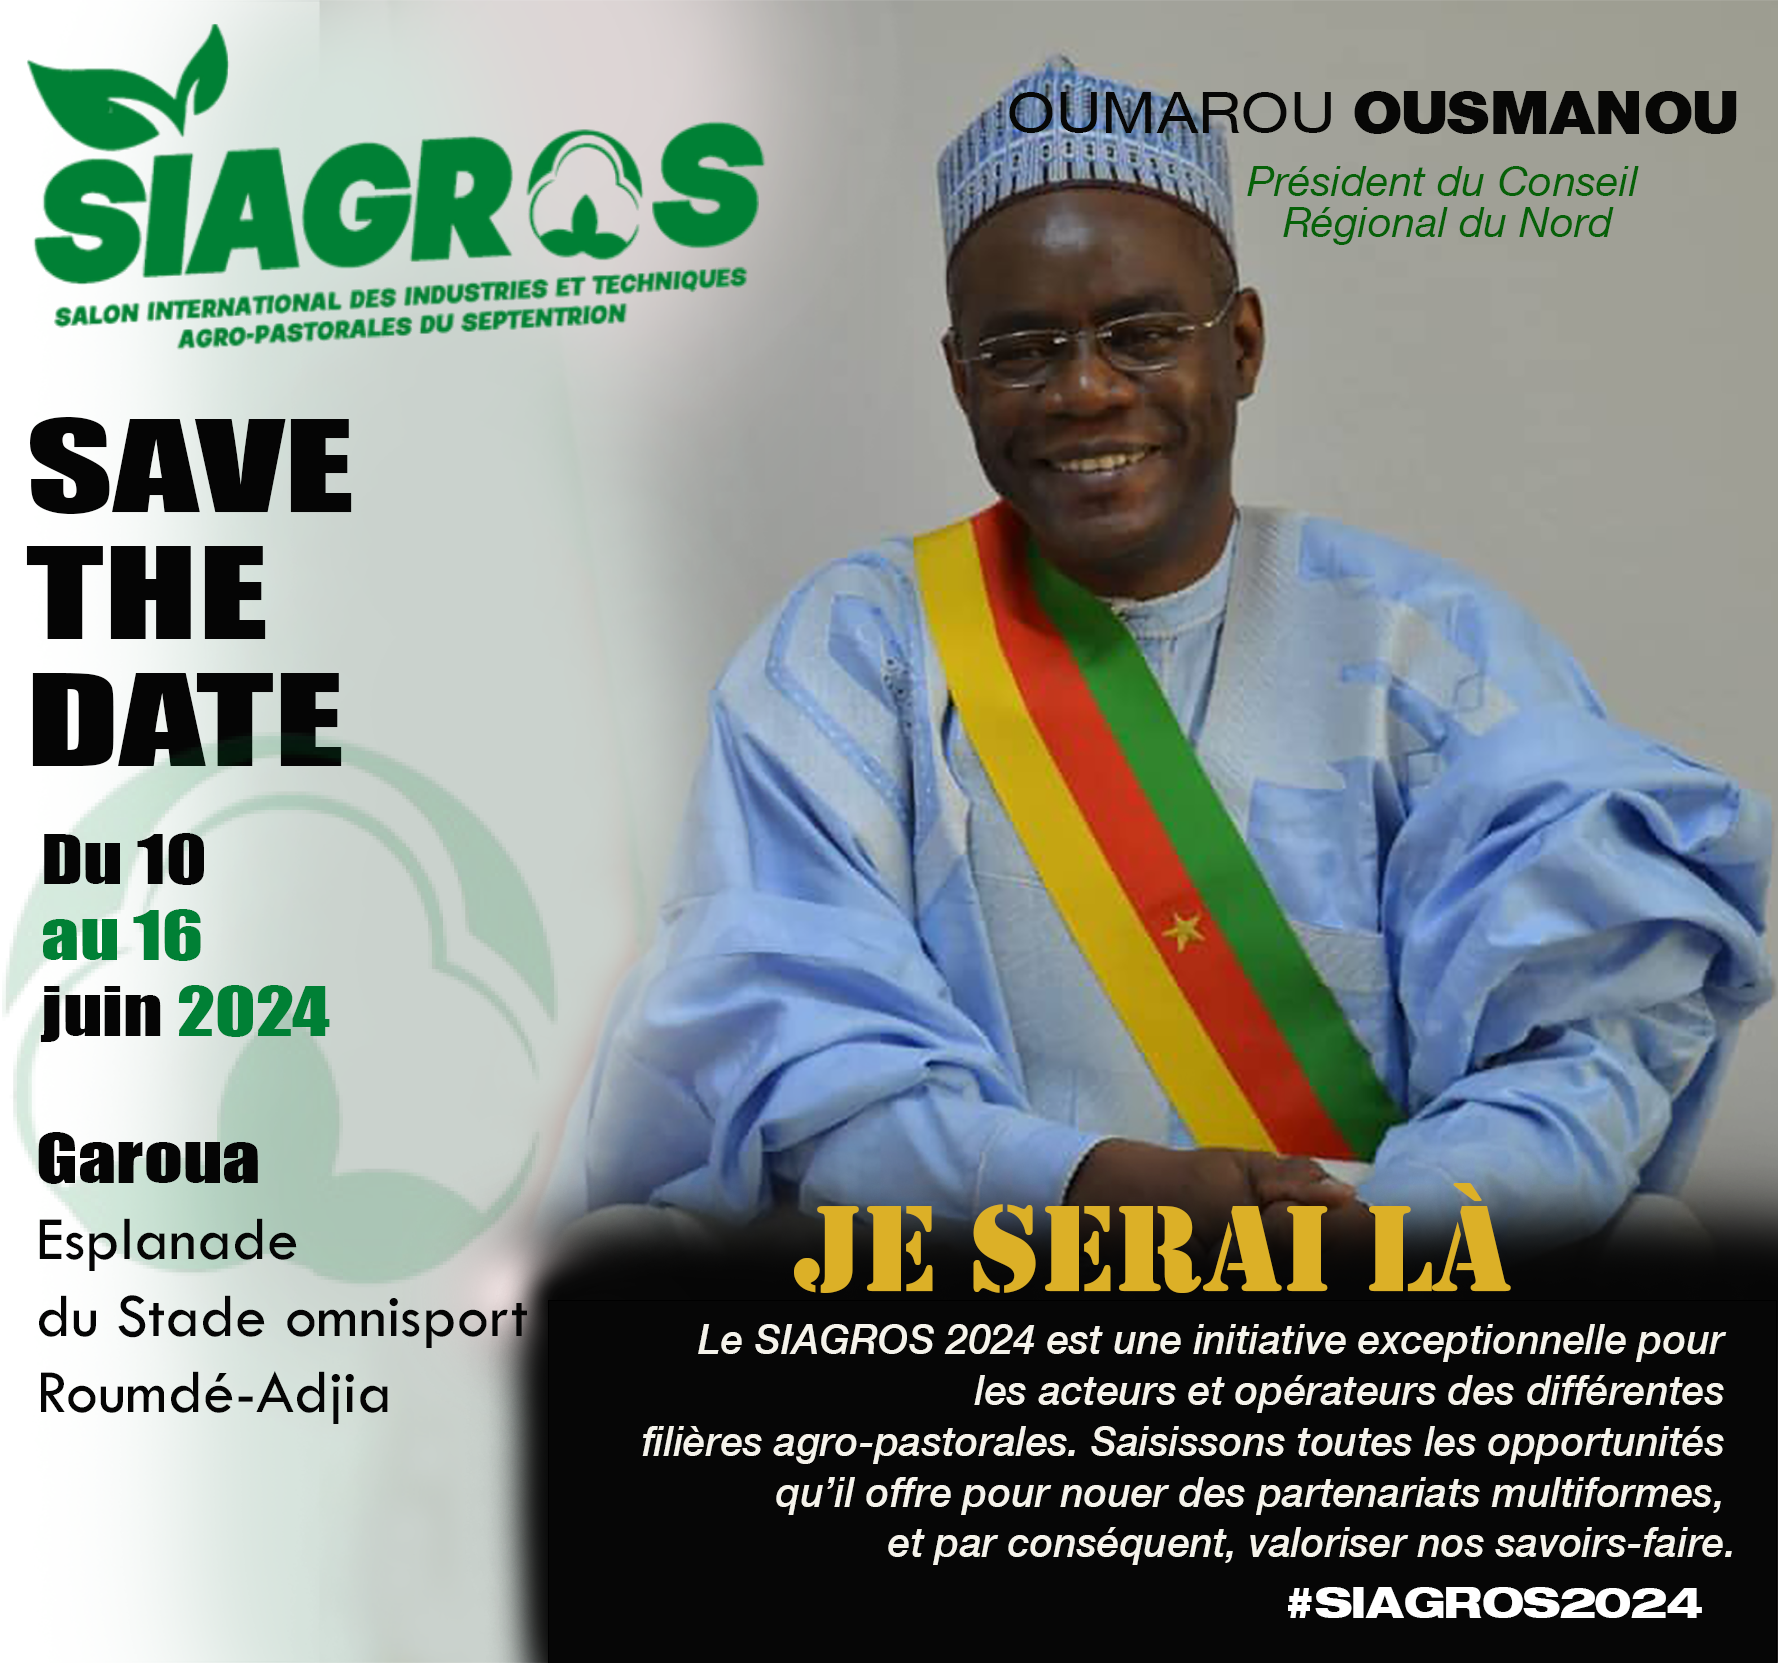 SIAGROS
SALON INTERNATIONAL DES INDUSTRIES ET TECHNIQUES
AGRO-PASTORALES DU SEPTENTRION
OUMAROU OUSMANOU
Président du Conseil
Régional du Nord
SAVE
THE
DATE
Du 10
au 16
juin 2024
Garoua
Esplanade
du Stade omnisport
Roumdé-Adjia
JE SERAI LÀ
Le SIAGROS 2024 est une initiative exceptionnelle pour
les acteurs et opérateurs des différentes
filières agro-pastorales. Saisissons toutes les opportunités
qu’il offre pour nouer des partenariats multiformes,
et par conséquent, valoriser nos savoirs-faire.
#SIAGROS2024